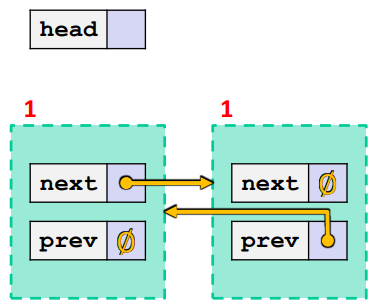 head
1 1
next next Ø
prev Ø prev